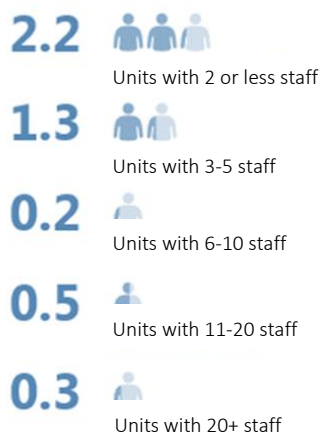 2.2
Units with 2 or less staff
1.3
Units with 3-5 staff
0.2
Units with 6-10 staff
0.5
Units with 11-20 staff
0.3
Units with 20+ staff